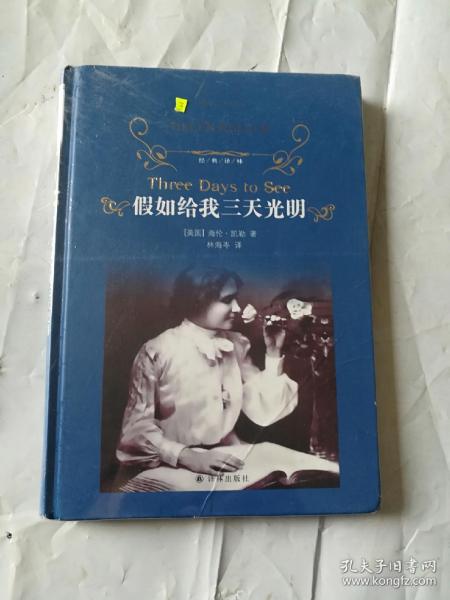 经典译林
Three Days to See
假如给我三天光明
[美国] 海伦·凯勒 著
林海岑 译
译林出版社
孔夫子旧书网
www.kongfz.com